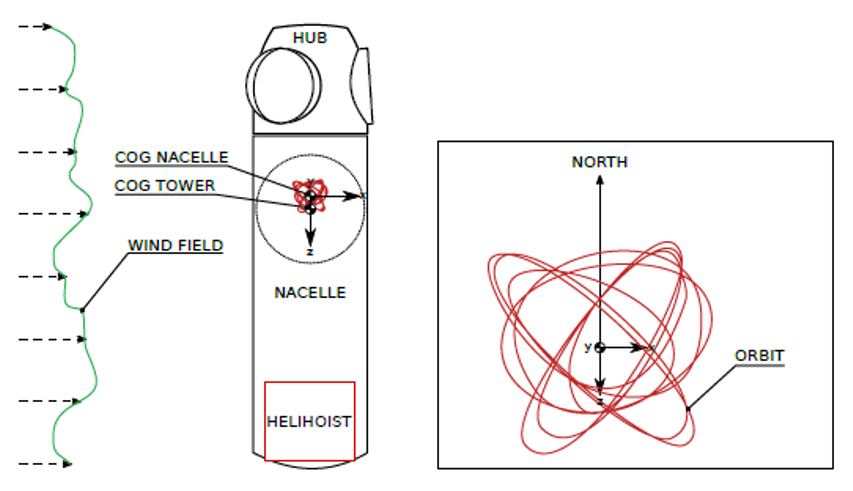 HUB
COG NACELLE
COG TOWER
y
x
z
WIND FIELD
NACELLE
HELIHOIST
NORTH
y
x
z
ORBIT